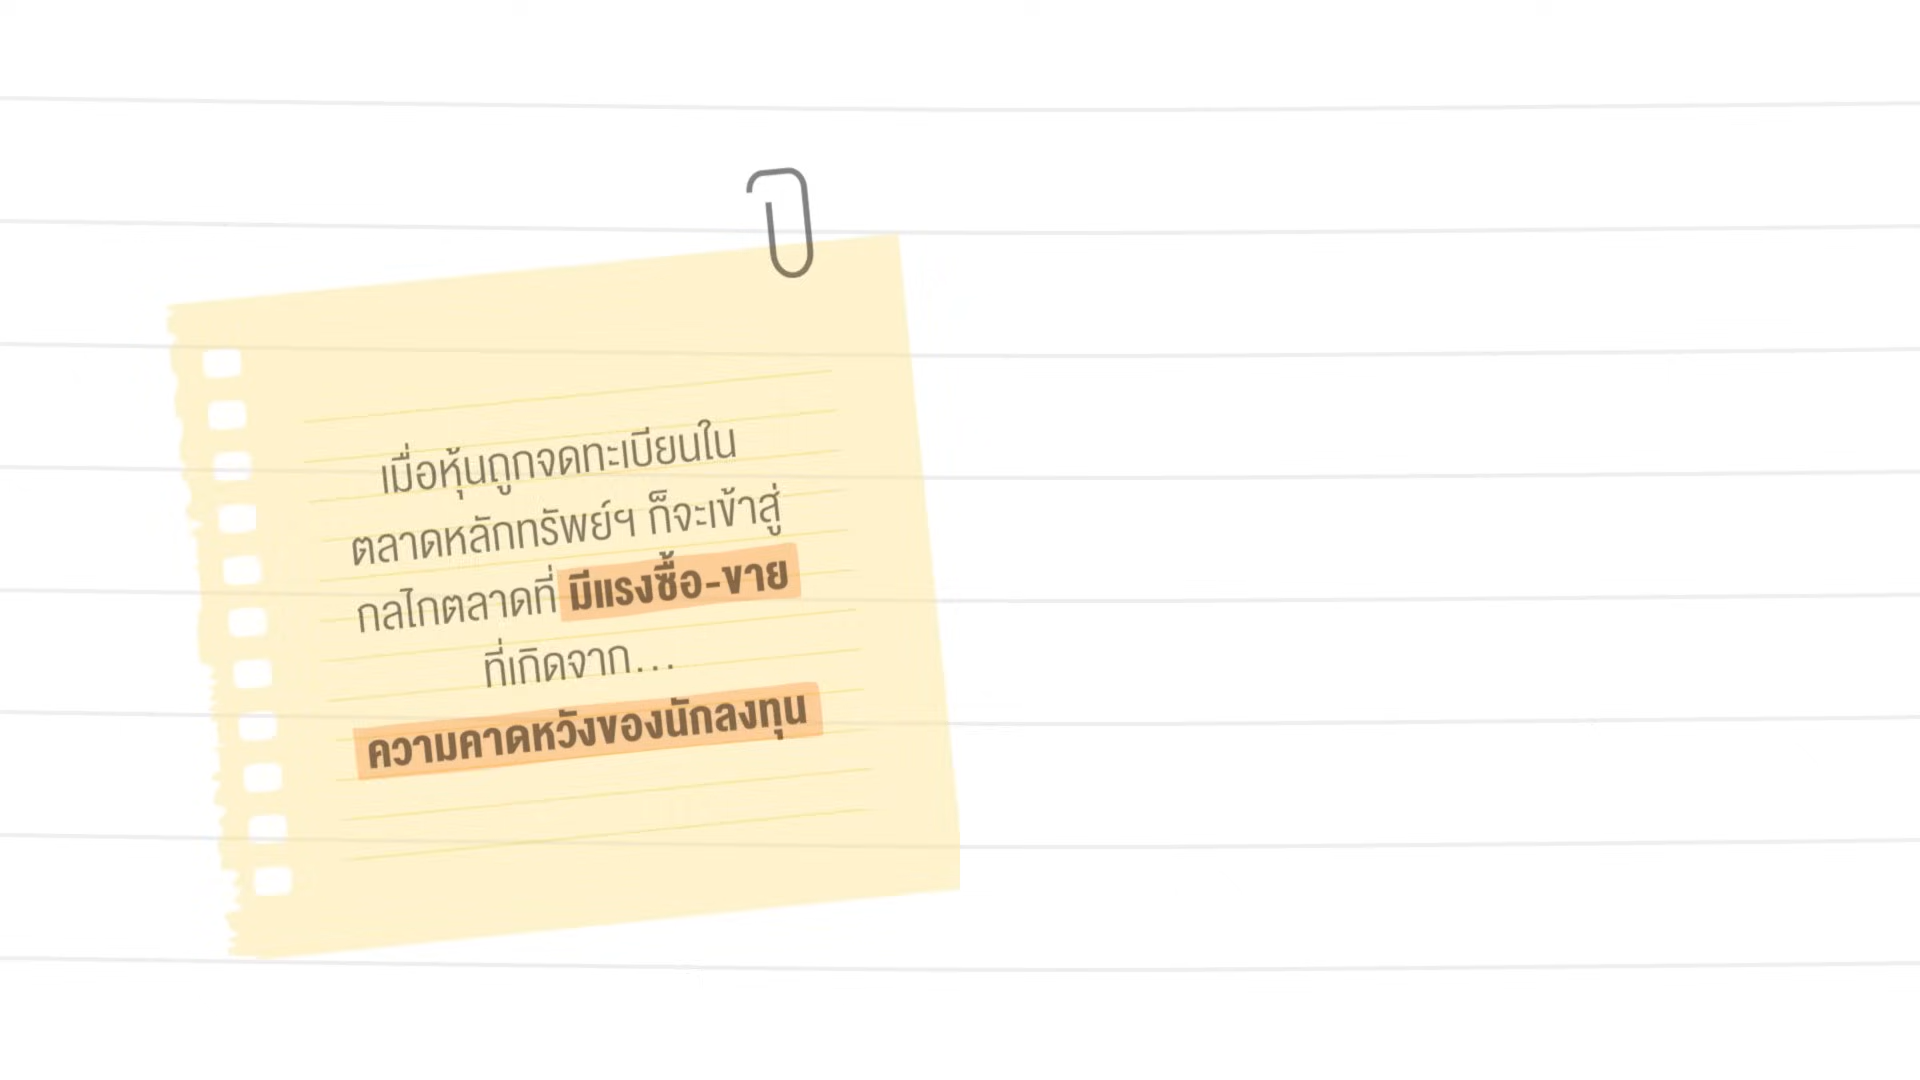 เมื่อหุ้นถูกจดทะเบียนใน
ตลาดหลักทรัพย์ฯ ก็จะเข้าสู่
กลไกตลาดที่ มีแรงซื้อ-ขาย
ที่เกิดจาก...
ความคาดหวังของนักลงทุน